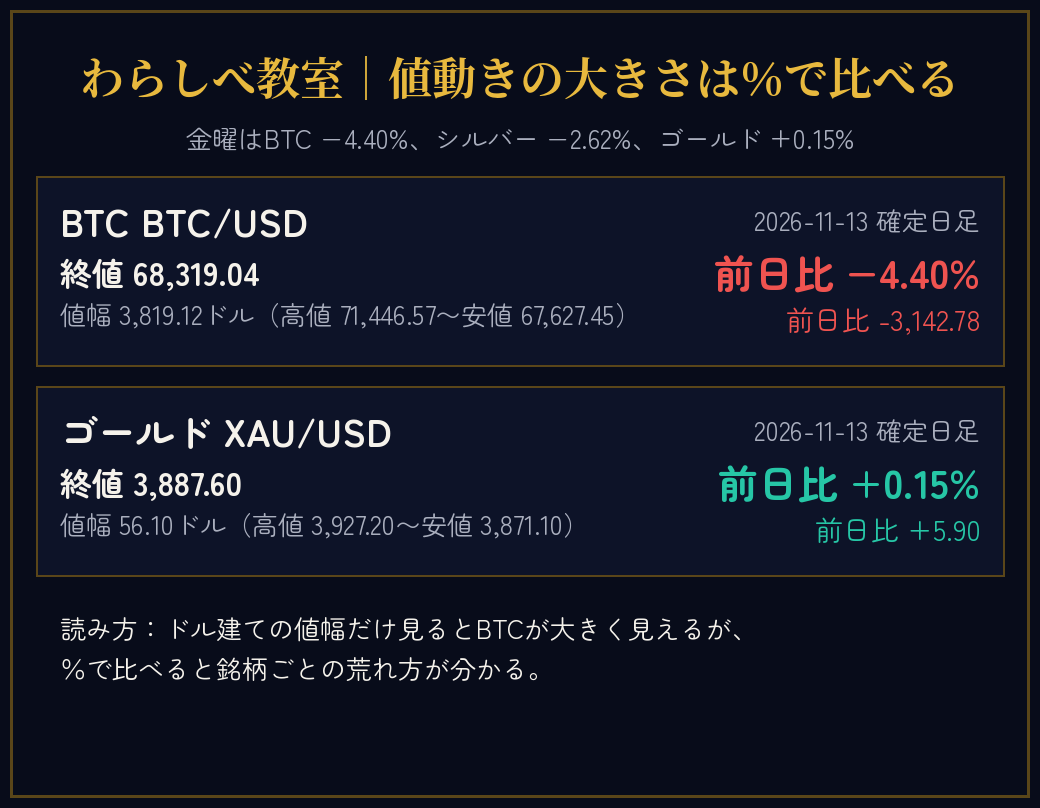 わらしべ教室｜値動きの大きさは％で比べる
金曜はBTC －4.40%、シルバー －2.62%、ゴールド ＋0.15%
BTC BTC/USD
2026-11-13 確定日足
終値 68,319.04
前日比 －4.40%
値幅 3,819.12ドル（高値 71,446.57〜安値 67,627.45）
前日比 -3,142.78
ゴールド XAU/USD
2026-11-13 確定日足
終値 3,887.60
前日比 ＋0.15%
値幅 56.10ドル（高値 3,927.20〜安値 3,871.10）
前日比 ＋5.90
読み方：ドル建ての値幅だけ見るとBTCが大きく見えるが、
％で比べると銘柄ごとの荒れ方が分かる。